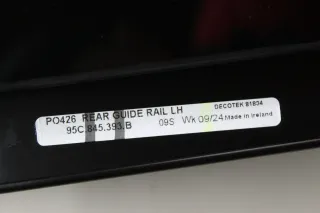 PO426 REAR GUIDE RAIL LH DECOTEK 81834
95C.845.393.B 09S Wk 09/24 Made in Ireland